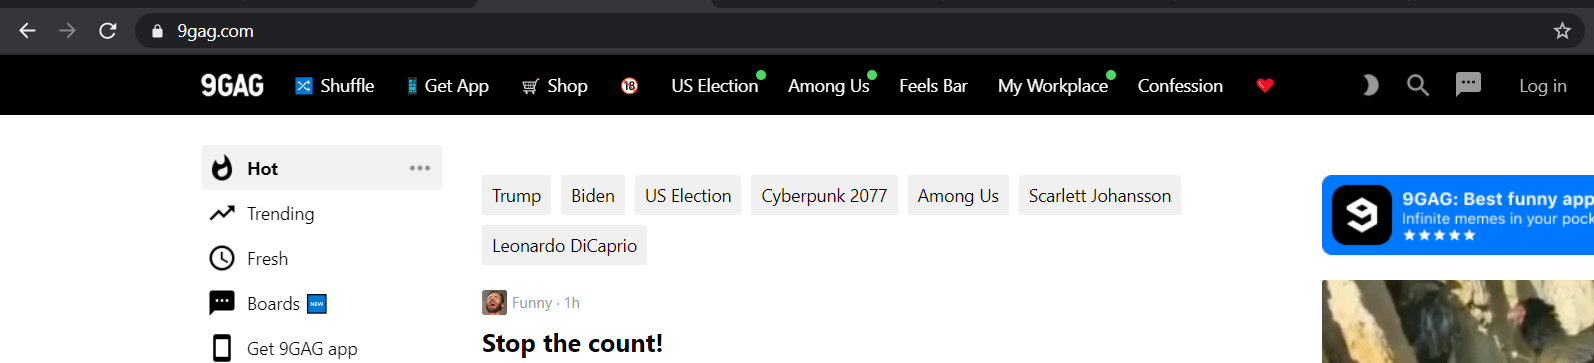 9gag.com
9GAG Shuffle Get App Shop 18 US Election Among Us Feels Bar My Workplace Confession Log in
Hot
Trending
Fresh
Boards NEW
Get 9GAG app
Trump Biden US Election Cyberpunk 2077 Among Us Scarlett Johansson
Leonardo DiCaprio
Funny · 1h
Stop the count!
9GAG: Best funny app
Infinite memes in your pock